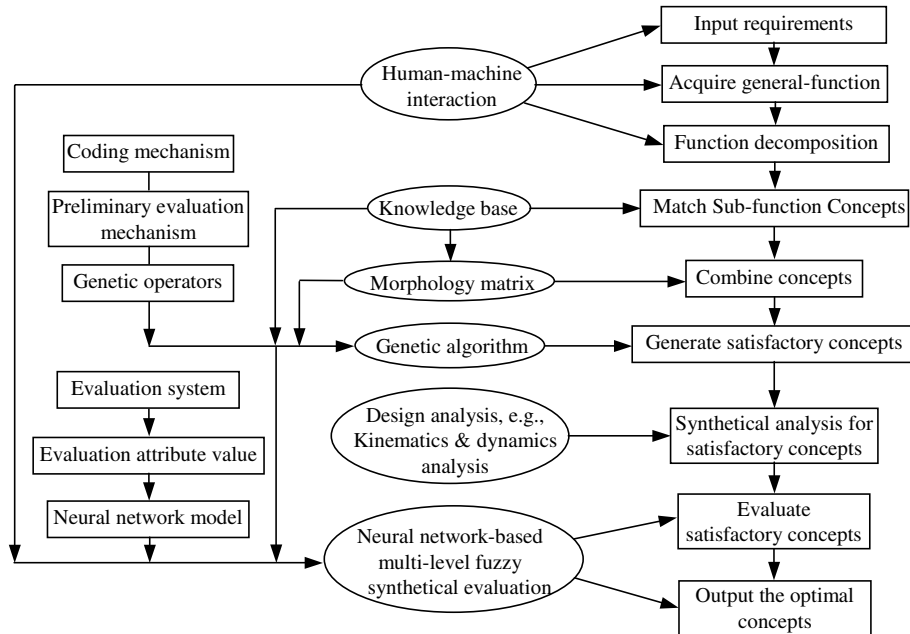 Input requirements
Human-machine
interaction
Acquire general-function
Function decomposition
Coding mechanism
Preliminary evaluation
mechanism
Knowledge base
Match Sub-function Concepts
Genetic operators
Morphology matrix
Combine concepts
Genetic algorithm
Generate satisfactory concepts
Evaluation system
Design analysis, e.g.,
Kinematics & dynamics
analysis
Synthetical analysis for
satisfactory concepts
Evaluation attribute value
Neural network model
Neural network-based
multi-level fuzzy
synthetical evaluation
Evaluate
satisfactory concepts
Output the optimal
concepts